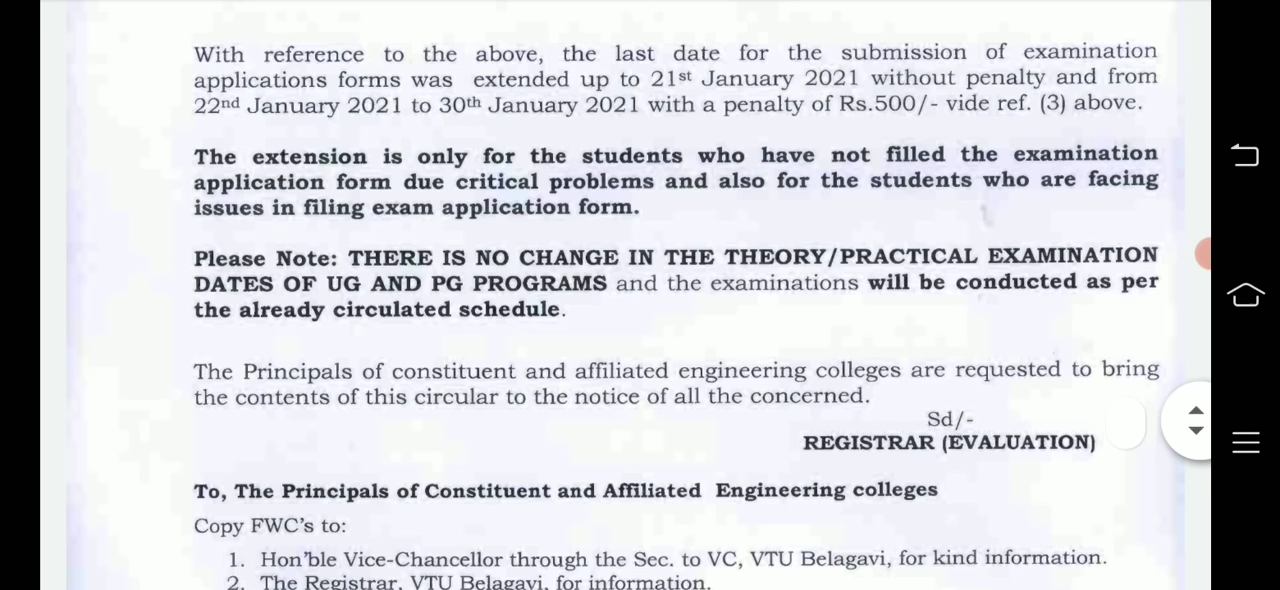 With reference to the above, the last date for the submission of examination
applications forms was extended up to 21st January 2021 without penalty and from
22nd January 2021 to 30th January 2021 with a penalty of Rs.500/- vide ref. (3) above.
The extension is only for the students who have not filled the examination
application form due critical problems and also for the students who are facing
issues in filing exam application form.
Please Note: THERE IS NO CHANGE IN THE THEORY/PRACTICAL EXAMINATION
DATES OF UG AND PG PROGRAMS and the examinations will be conducted as per
the already circulated schedule.
The Principals of constituent and affiliated engineering colleges are requested to bring
the contents of this circular to the notice of all the concerned.
Sd/-
REGISTRAR (EVALUATION)
To, The Principals of Constituent and Affiliated Engineering colleges
Copy FWC's to:
1. Hon'ble Vice-Chancellor through the Sec. to VC, VTU Belagavi, for kind information.
2. The Registrar, VTU Belagavi, for information.